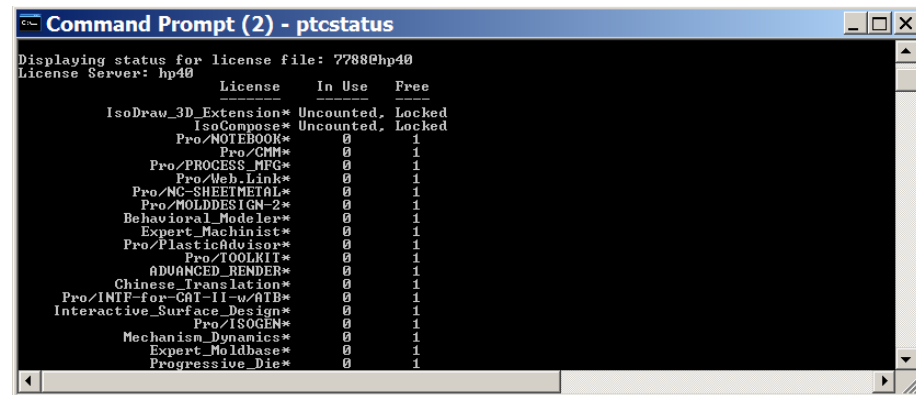 Command Prompt (2) - ptcstatus
Displaying status for license file: 7788@hp40
License Server: hp40
License In Use Free
------- ------ ----
IsoDraw_3D_Extension* Uncounted, Locked
IsoCompose* Uncounted, Locked
Pro/NOTEBOOK* 0 1
Pro/CMM* 0 1
Pro/PROCESS_MFG* 0 1
Pro/Web.Link* 0 1
Pro/NC-SHEETMETAL* 0 1
Pro/MOLDDESIGN-2* 0 1
Behavioral_Modeler* 0 1
Expert_Machinist* 0 1
Pro/PlasticAdvisor* 0 1
Pro/TOOLKIT* 0 1
ADVANCED_RENDER* 0 1
Chinese_Translation* 0 1
Pro/INTF-for-CAT-II-w/ATB* 0 1
Interactive_Surface_Design* 0 1
Pro/ISOGEN* 0 1
Mechanism_Dynamics* 0 1
Expert_Moldbase* 0 1
Progressive_Die* 0 1